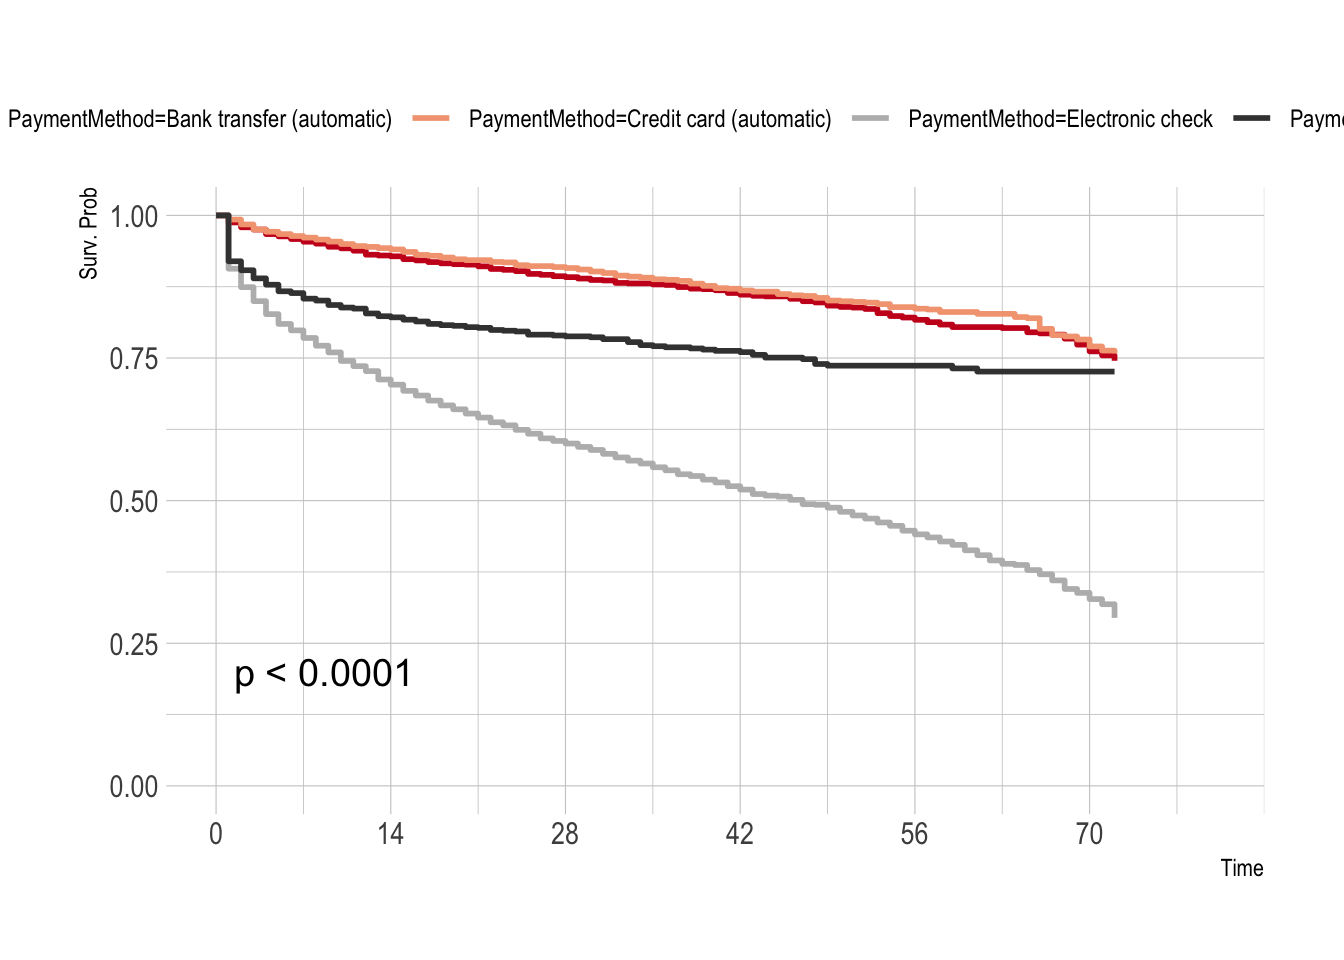 PaymentMethod=Bank transfer (automatic) PaymentMethod=Credit card (automatic) PaymentMethod=Electronic check Payme
Surv. Prob
1.00
0.75
0.50
0.25
p < 0.0001
0.00
0 14 28 42 56 70
Time